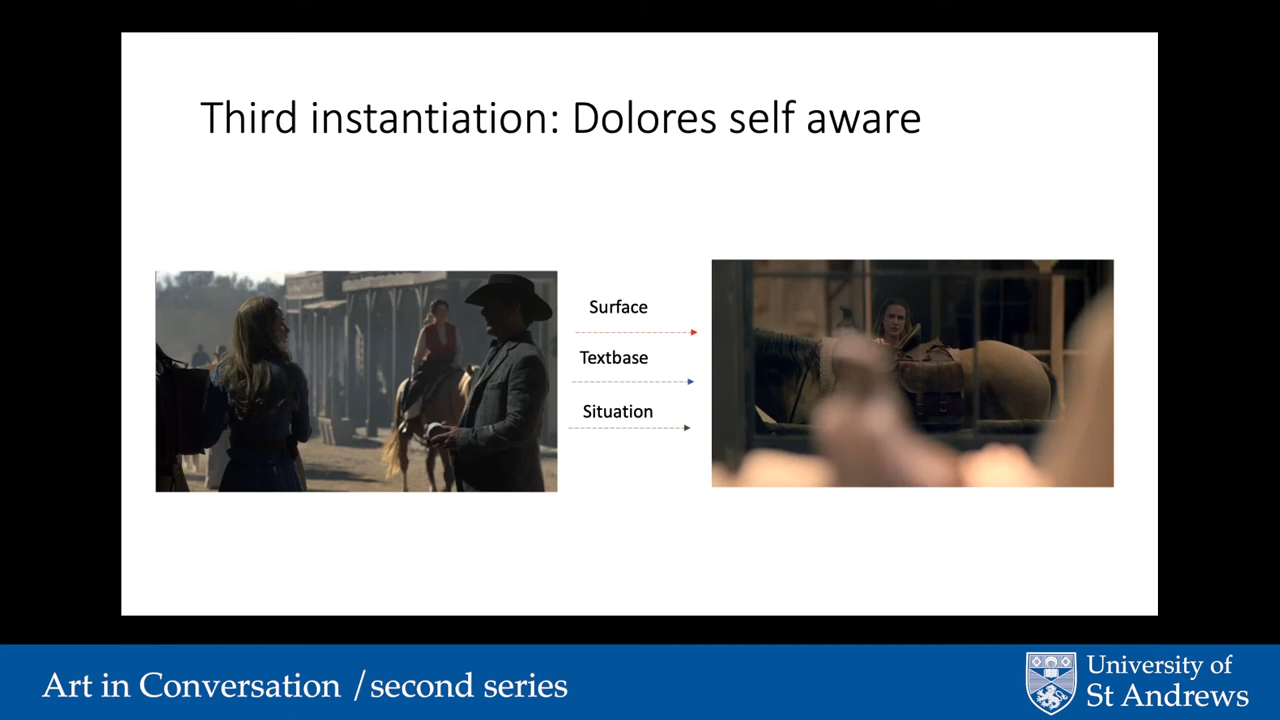 Third instantiation: Dolores self aware
Surface
Textbase
Situation
Art in Conversation / second series
University of
St Andrews